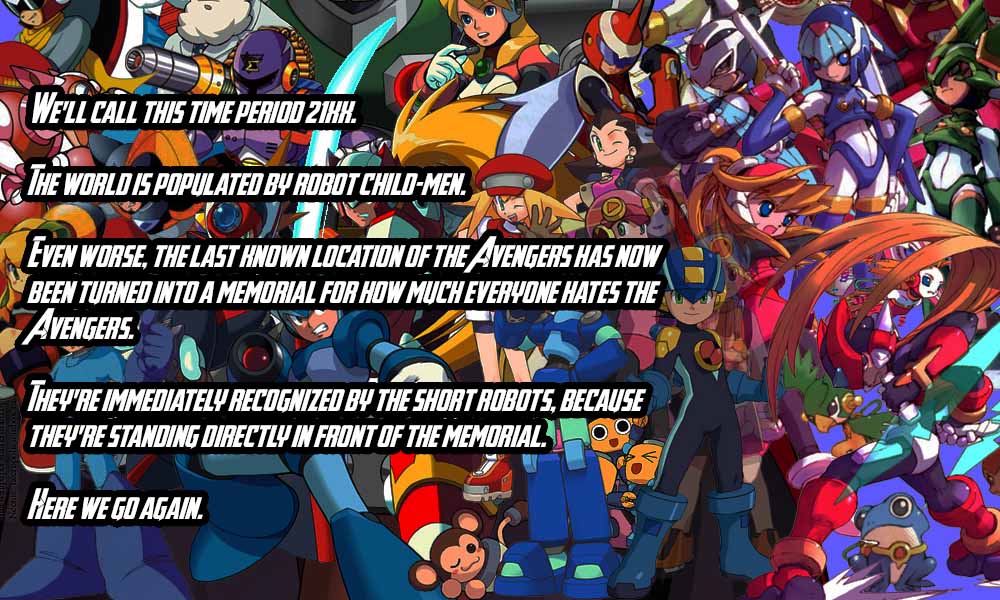 We'll call this time period 21XX.
The world is populated by robot child-men.
Even worse, the last known location of the Avengers has now
been turned into a memorial for how much everyone hates the
Avengers.
They're immediately recognized by the short robots, because
they're standing directly in front of the memorial.
Here we go again.